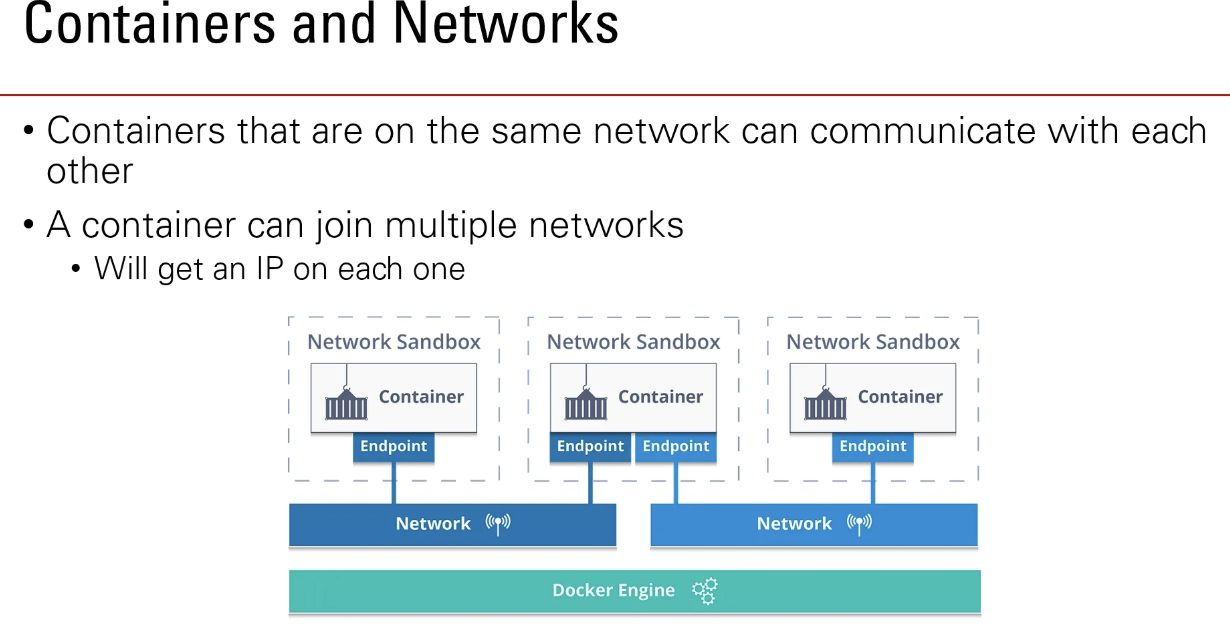 Containers and Networks
• Containers that are on the same network can communicate with each
other
• A container can join multiple networks
• Will get an IP on each one
Network Sandbox
Network Sandbox
Network Sandbox
Container
Container
Container
Endpoint
Endpoint
Endpoint
Endpoint
Network
Network
Docker Engine